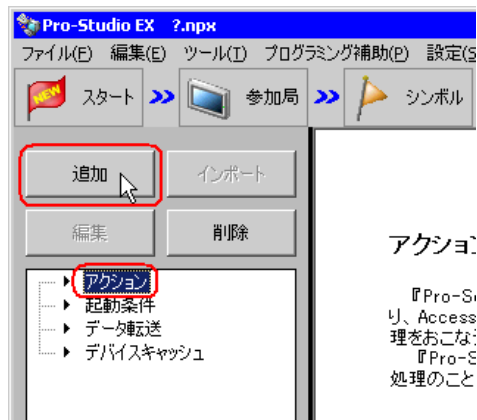 Pro-Studio EX ?.npx
ファイル(F) 編集(E) ツール(T) プログラミング補助(P) 設定(S
NEW スタート >> 参加局 >> シンボル
追加 インポート
編集 削除
アクション
起動条件
データ転送
デバイスキャッシュ
アクション
『Pro-S
り、Access
理をおこな
『Pro-S
処理のこと